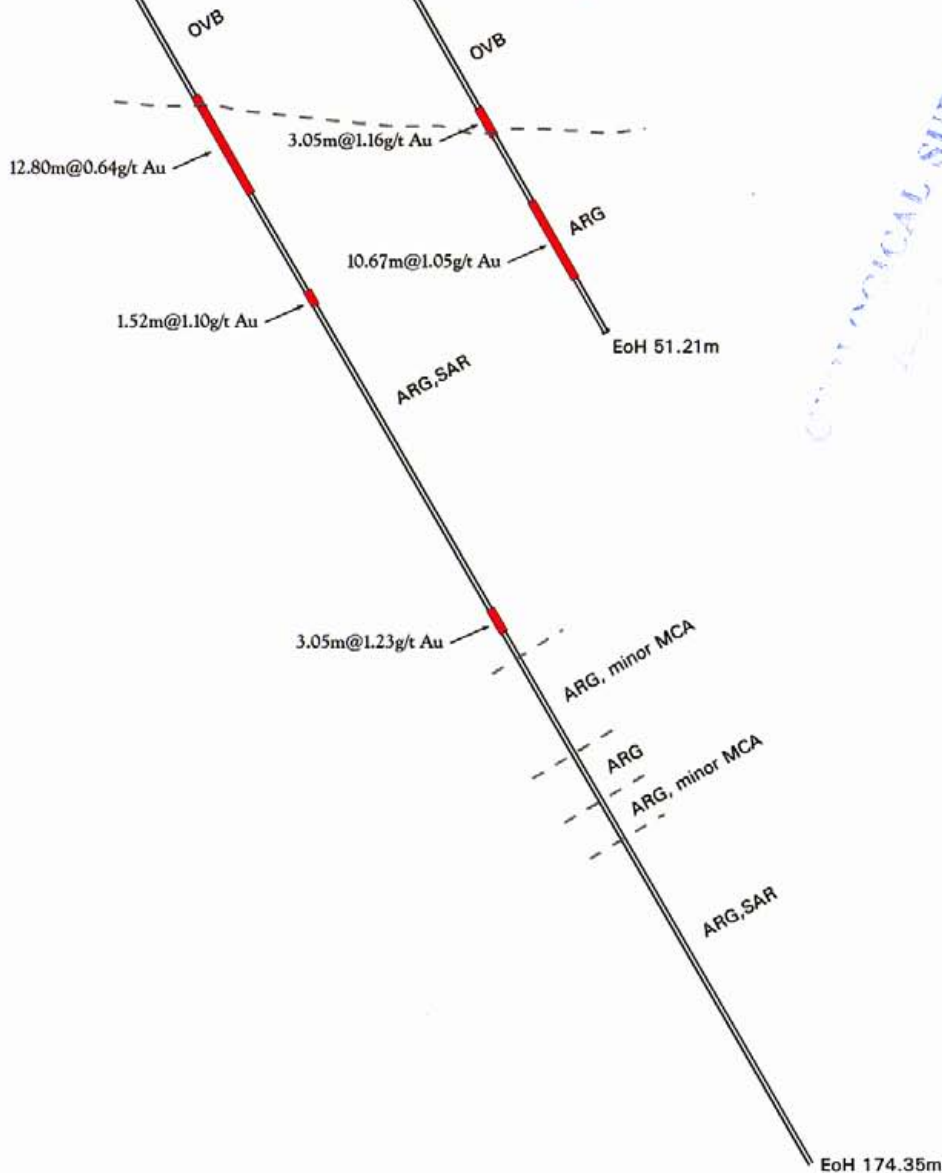 OVB
OVB
3.05m@1.16g/t Au
12.80m@0.64g/t Au
ARG
10.67m@1.05g/t Au
1.52m@1.10g/t Au
EoH 51.21m
ARG,SAR
3.05m@1.23g/t Au
ARG, minor MCA
ARG
ARG, minor MCA
ARG,SAR
EoH 174.35m